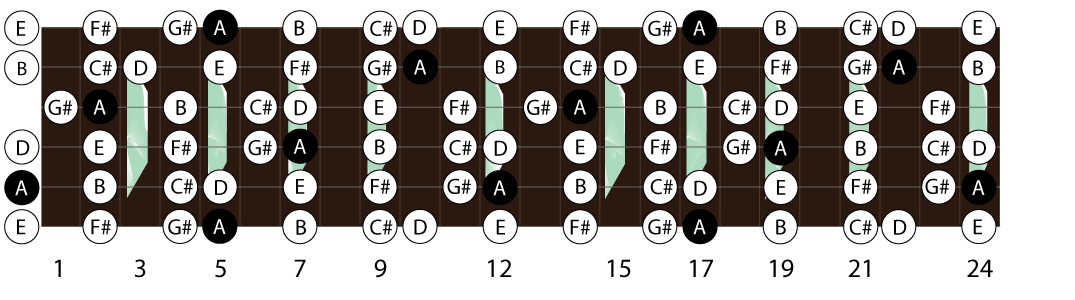 E F# G# A B C# D E F# G# A B C# D E
B C# D E F# G# A B C# D E F# G# A B
G# A B C# D E F# G# A B C# D E F#
D E F# G# A B C# D E F# G# A B C# D
A B C# D E F# G# A B C# D E F# G# A
E F# G# A B C# D E F# G# A B C# D E
1 3 5 7 9 12 15 17 19 21 24